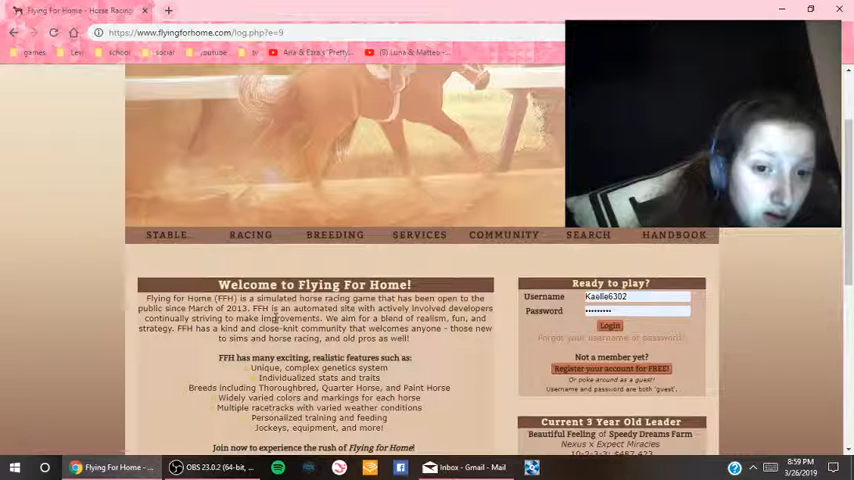 Flying For Home - Horse Racing
https://www.flyingforhome.com/log.php?e=9
games
school
social
youtube
tv
Aria & Ezra's "Pretty...
(.) Luna & Matteo -...
STABLE RACING BREEDING SERVICES COMMUNITY SEARCH HANDBOOK
Welcome to Flying For Home!
Flying for Home (FFH) is a simulated horse racing game that has been open to the
public since March of 2013. FFH is an automated site with actively involved developers
continually striving to make improvements. We aim for a blend of realism, fun, and
strategy. FFH has a kind and close-knit community that welcomes anyone - those new
to sims and horse racing, and old pros as well!
FFH has many exciting, realistic features such as:
Unique, complex genetics system
Individualized stats and traits
Breeds including Thoroughbred, Quarter Horse, and Paint Horse
Widely varied colors and markings for each horse
Multiple racetracks with varied weather conditions
Personalized training and feeding
Jockeys, equipment, and more!
Join now to experience the rush of Flying for Home!
Ready to play?
Username Kaelle6302
Password •••••••••
Login
Forgot your username or password?
Not a member yet?
Register your account for FREE!
Or poke around as a guest!
Username and password are both 'guest'.
Current 3 Year Old Leader
Beautiful Feeling of Speedy Dreams Farm -
Nexus x Expect Miracles
10-2-3-3: $487,423
Flying For Home - ...
OBS 23.0.2 (64-bit, ...
Inbox - Gmail - Mail
8:59 PM
3/26/2019